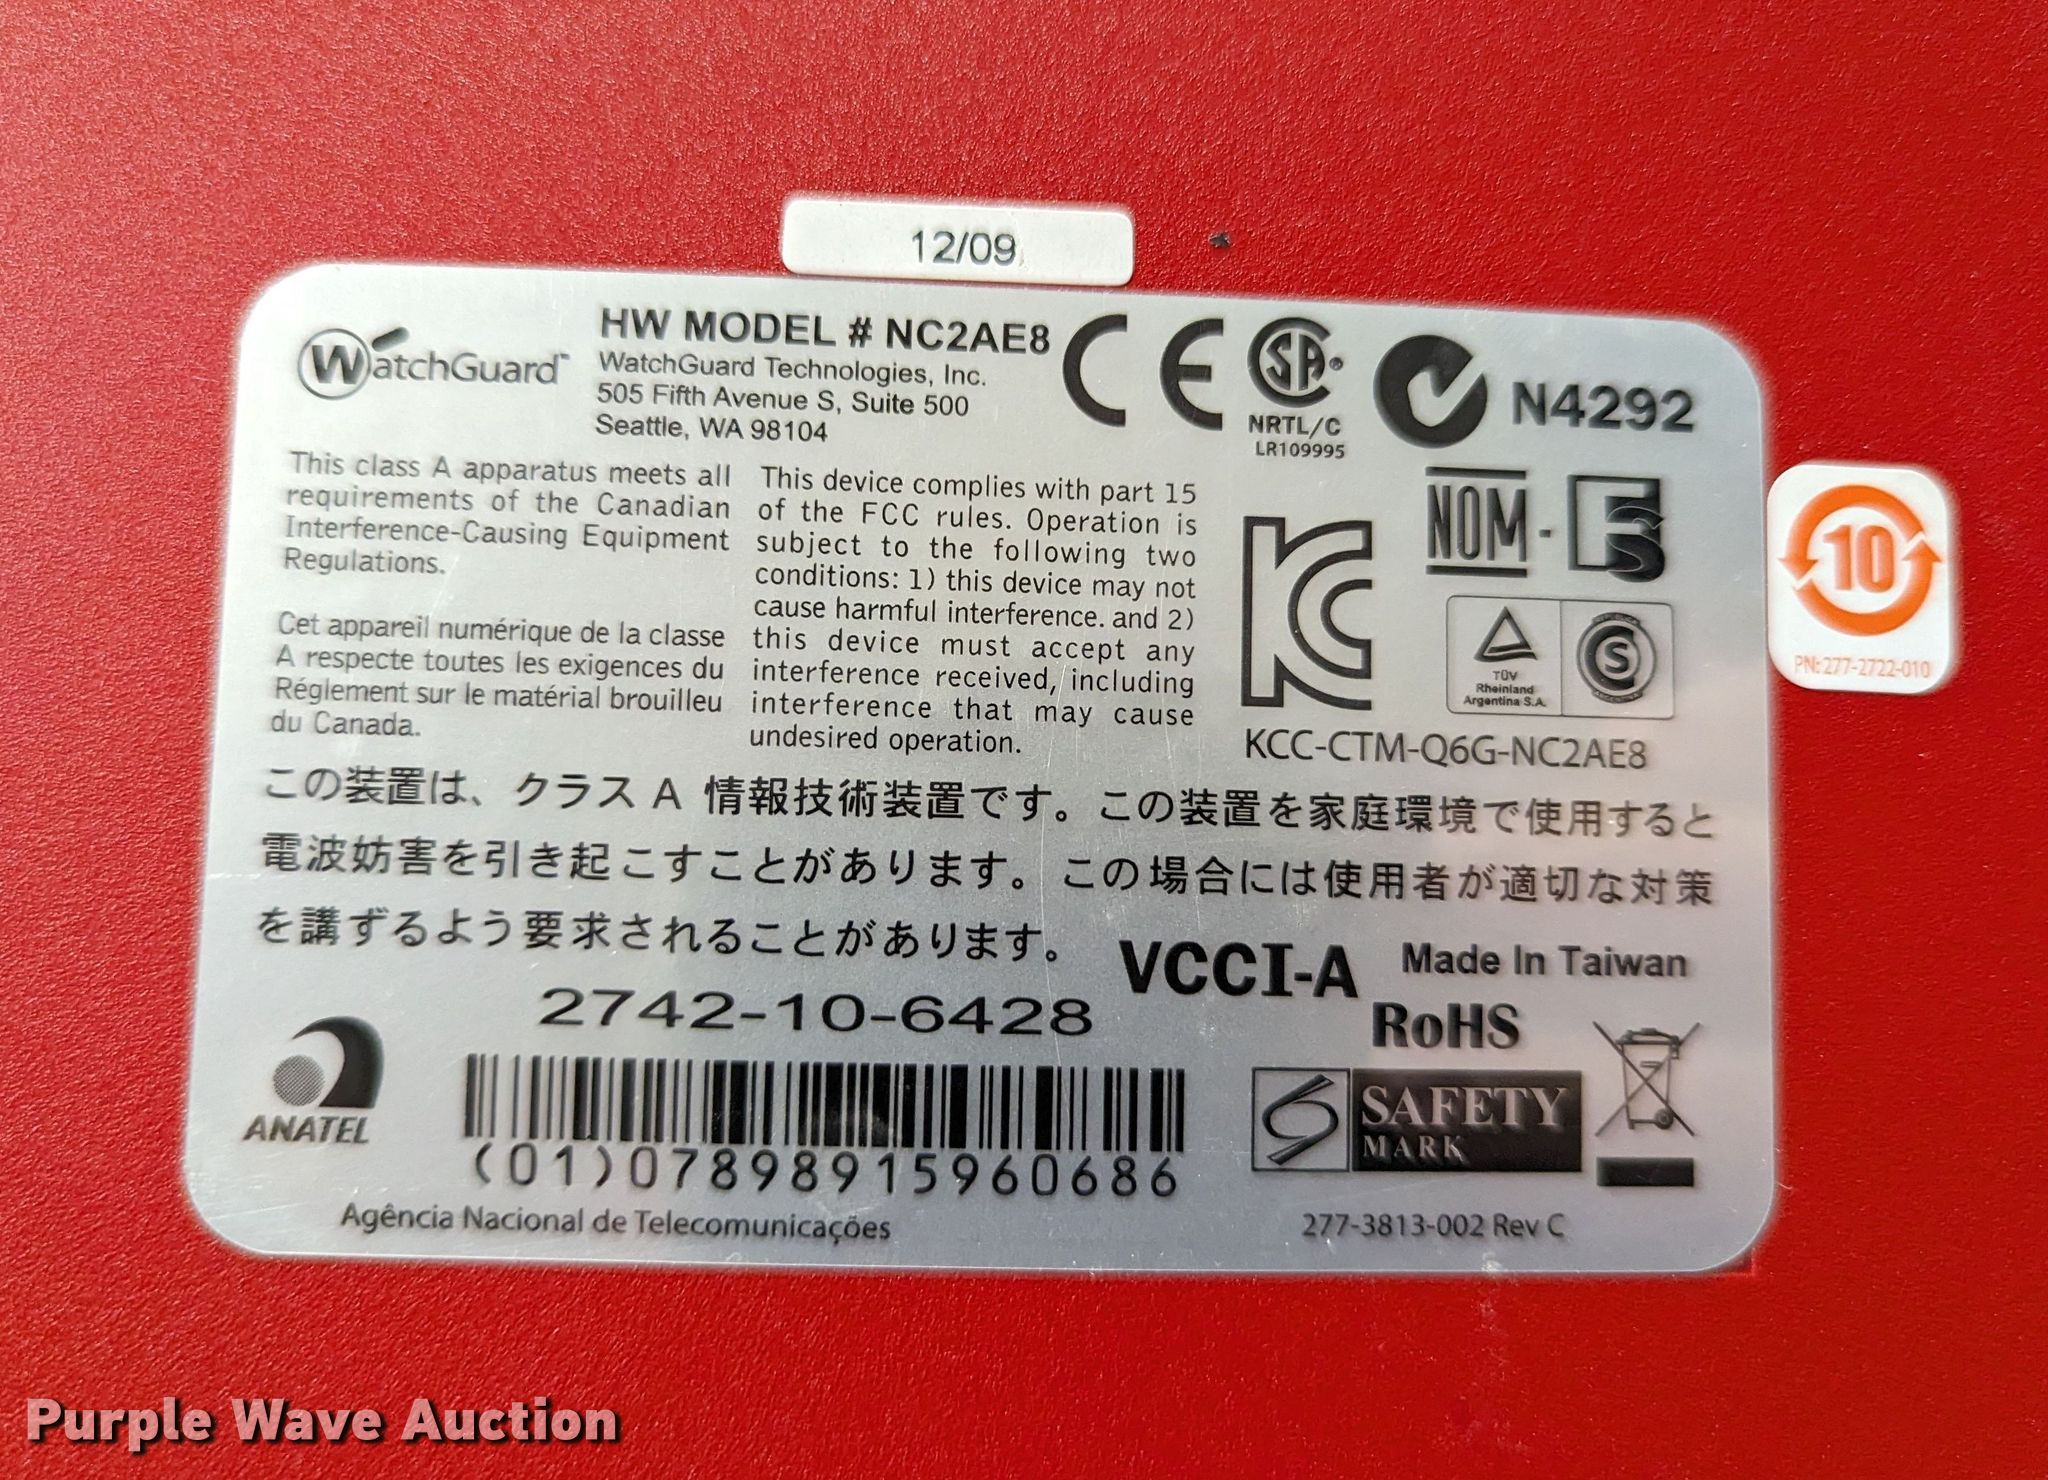 12/09
WatchGuard™
HW MODEL # NC2AE8
WatchGuard Technologies, Inc.
505 Fifth Avenue S, Suite 500
Seattle, WA 98104
CE
SA
NRTL/C
LR109995
N4292
This class A apparatus meets all
requirements of the Canadian
Interference-Causing Equipment
Regulations.
Cet appareil numérique de la classe
A respecte toutes les exigences du
Réglement sur le matérial brouilleu
du Canada.
This device complies with part 15
of the FCC rules. Operation is
subject to the following two
conditions: 1) this device may not
cause harmful interference. and 2)
this device must accept any
interference received, including
interference that may cause
undesired operation.
NOM-
KC
TÜV
Rheinland
Argentina S.A.
S
KCC-CTM-Q6G-NC2AE8
10
PN:277-2722-010
この装置は、クラス A 情報技術装置です。この装置を家庭環境で使用すると
電波妨害を引き起こすことがあります。この場合には使用者が適切な対策
を講ずるよう要求されることがあります。
VCCI-A
Made In Taiwan
2742-10-6428
RoHS
ANATEL
(01)07898915960686
SAFETY
MARK
Agência Nacional de Telecomunicações
277-3813-002 Rev C
Purple Wave Auction